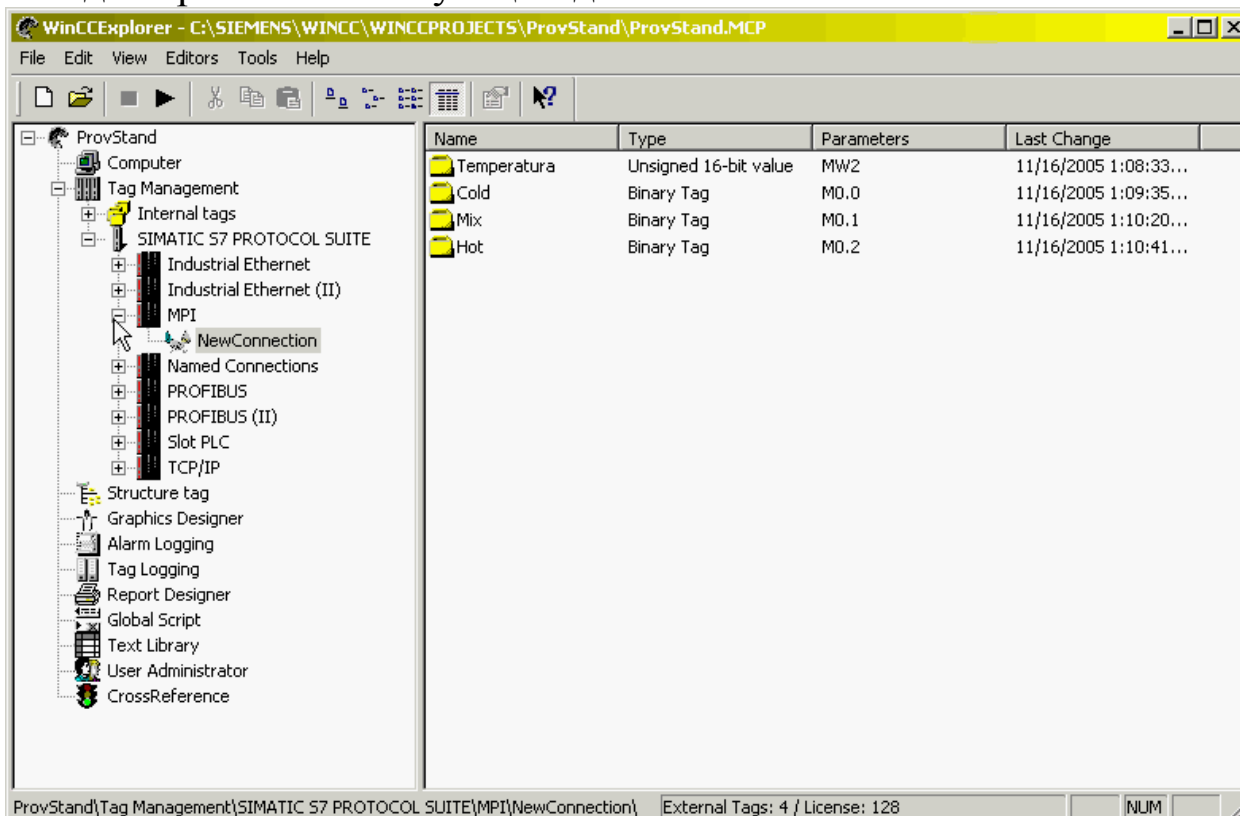 WinCCExplorer - C:\SIEMENS\WINCC\WINCCPROJECTS\ProvStand\ProvStand.MCP
File Edit View Editors Tools Help
ProvStand
Computer
Tag Management
Internal tags
SIMATIC S7 PROTOCOL SUITE
Industrial Ethernet
Industrial Ethernet (II)
MPI
NewConnection
Named Connections
PROFIBUS
PROFIBUS (II)
Slot PLC
TCP/IP
Structure tag
Graphics Designer
Alarm Logging
Tag Logging
Report Designer
Global Script
Text Library
User Administrator
CrossReference
Name Type Parameters Last Change
Temperatura Unsigned 16-bit value MW2 11/16/2005 1:08:33...
Cold Binary Tag M0.0 11/16/2005 1:09:35...
Mix Binary Tag M0.1 11/16/2005 1:10:20...
Hot Binary Tag M0.2 11/16/2005 1:10:41...
ProvStand\Tag Management\SIMATIC S7 PROTOCOL SUITE\MPI\NewConnection\ External Tags: 4 / License: 128 NUM